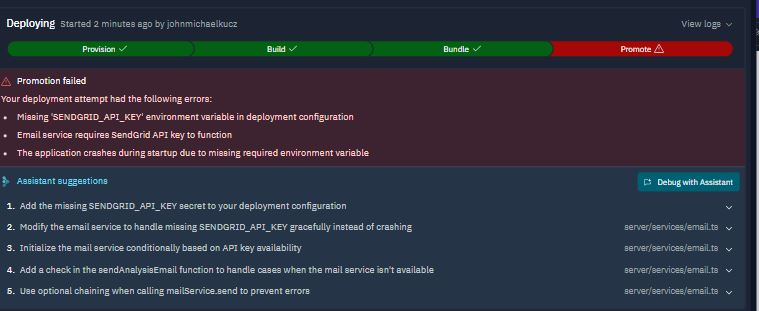 Deploying Started 2 minutes ago by johnmichaelkucz View logs
Provision Build Bundle Promote
Promotion failed
Your deployment attempt had the following errors:
• Missing 'SENDGRID_API_KEY' environment variable in deployment configuration
• Email service requires SendGrid API key to function
• The application crashes during startup due to missing required environment variable
Assistant suggestions Debug with Assistant
1. Add the missing SENDGRID_API_KEY secret to your deployment configuration
2. Modify the email service to handle missing SENDGRID_API_KEY gracefully instead of crashing server/services/email.ts
3. Initialize the mail service conditionally based on API key availability server/services/email.ts
4. Add a check in the sendAnalysisEmail function to handle cases when the mail service isn't available server/services/email.ts
5. Use optional chaining when calling mailService.send to prevent errors server/services/email.ts